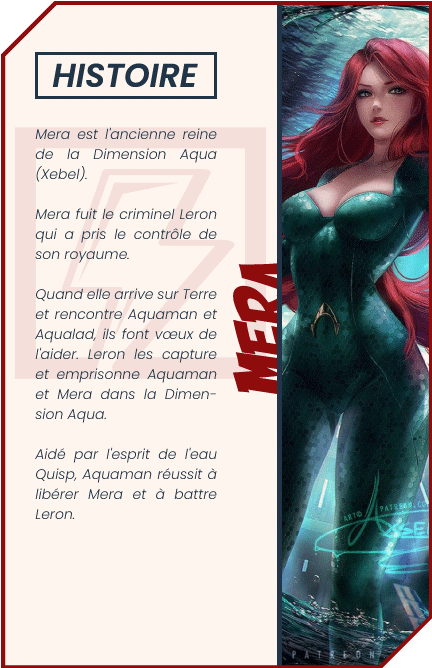 HISTOIRE
Mera est l'ancienne reine
de la Dimension Aqua
(Xebel).
Mera fuit le criminel Leron
qui a pris le contrôle de
son royaume.
Quand elle arrive sur Terre
et rencontre Aquaman et
Aqualad, ils font vœux de
l'aider. Leron les capture
et emprisonne Aquaman
et Mera dans la Dimen-
sion Aqua.
Aidé par l'esprit de l'eau
Quisp, Aquaman réussit à
libérer Mera et à battre
Leron.
MERA
PATREON